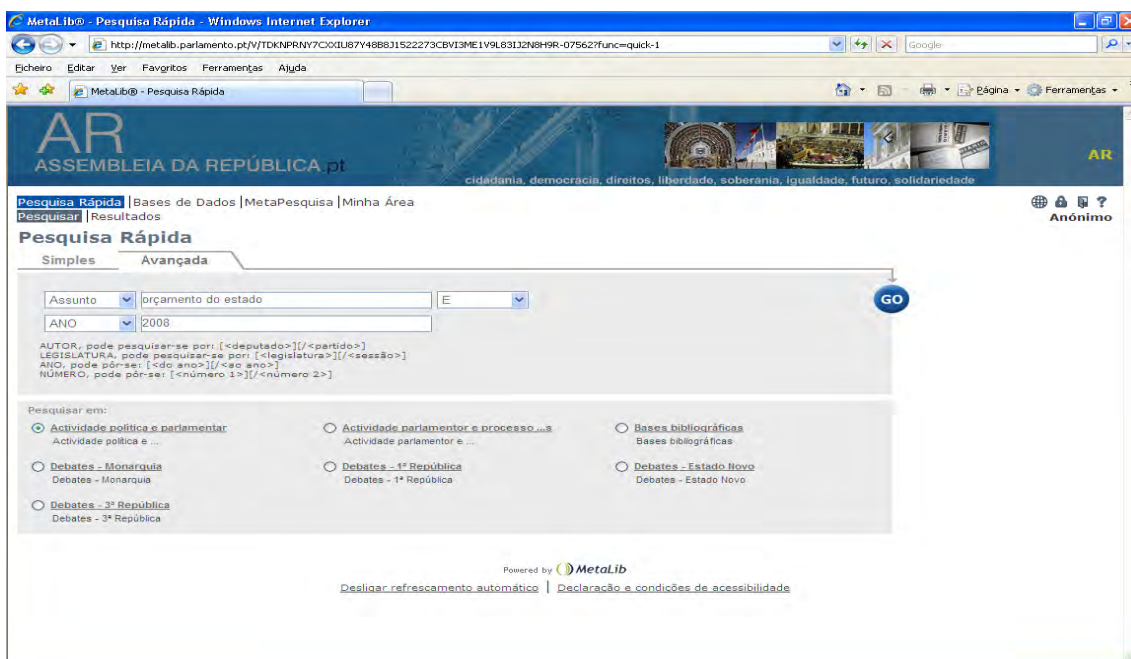 MetaLib® - Pesquisa Rápida - Windows Internet Explorer
http://metalib.parlamento.pt/V/TDKNPRNY7CXXIU87Y48B8J1522273CBVI3ME1V9L83IJ2N8H9R-07562?func=quick-1
Google
Ficheiro Editar Ver Favoritos Ferramentas Ajuda
MetaLib® - Pesquisa Rápida
Página Ferramentas
AR
ASSEMBLEIA DA REPÚBLICA.pt
cidadania, democracia, direitos, liberdade, soberania, igualdade, futuro, solidariedade
AR
Pesquisa Rápida |Bases de Dados |MetaPesquisa |Minha Área
Pesquisar |Resultados
Anónimo
Pesquisa Rápida
Simples Avançada
Assunto orçamento do estado E
GO
ANO 2008
AUTOR, pode pesquisar-se por: [<deputado>][/<partido>]
LEGISLATURA, pode pesquisar-se por: [<legislatura>][/<sessão>]
ANO, pode pôr-se: [<do ano>][/<ao ano>]
NÚMERO, pode pôr-se: [<número 1>][/<número 2>]
Pesquisar em:
Actividade política e parlamentar Actividade parlamentor e processo ...s Bases bibliográficas
Actividade política e ... Actividade parlamentor e ... Bases bibliográficas
Debates - Monarquia Debates - 1ª República Debates - Estado Novo
Debates - Monarquia Debates - 1ª República Debates - Estado Novo
Debates - 3ª República
Debates - 3ª República
Powered by MetaLib
Desligar refrescamento automático | Declaração e condições de acessibilidade